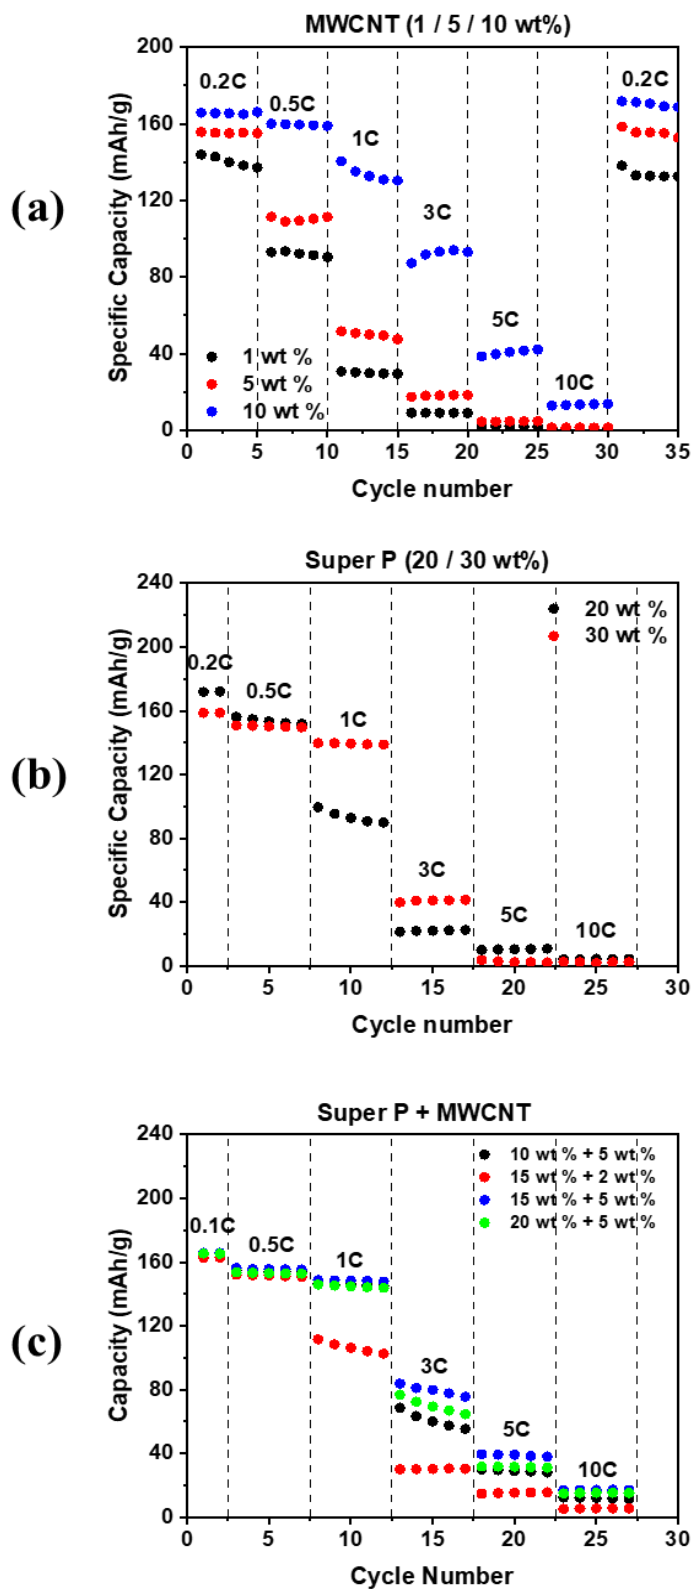 MWCNT (1 / 5 / 10 wt%)
(a)
Specific Capacity (mAh/g)
200
160
120
80
40
0
0.2C
0.5C
1C
3C
5C
10C
0.2C
1 wt %
5 wt %
10 wt %
0 5 10 15 20 25 30 35
Cycle number
Super P (20 / 30 wt%)
(b)
Specific Capacity (mAh/g)
240
200
160
120
80
40
0
20 wt %
30 wt %
0.2C
0.5C
1C
3C
5C
10C
0 5 10 15 20 25 30
Cycle number
Super P + MWCNT
(c)
Capacity (mAh/g)
240
200
160
120
80
40
0
10 wt % + 5 wt %
15 wt % + 2 wt %
15 wt % + 5 wt %
20 wt % + 5 wt %
0.1C
0.5C
1C
3C
5C
10C
0 5 10 15 20 25 30
Cycle Number